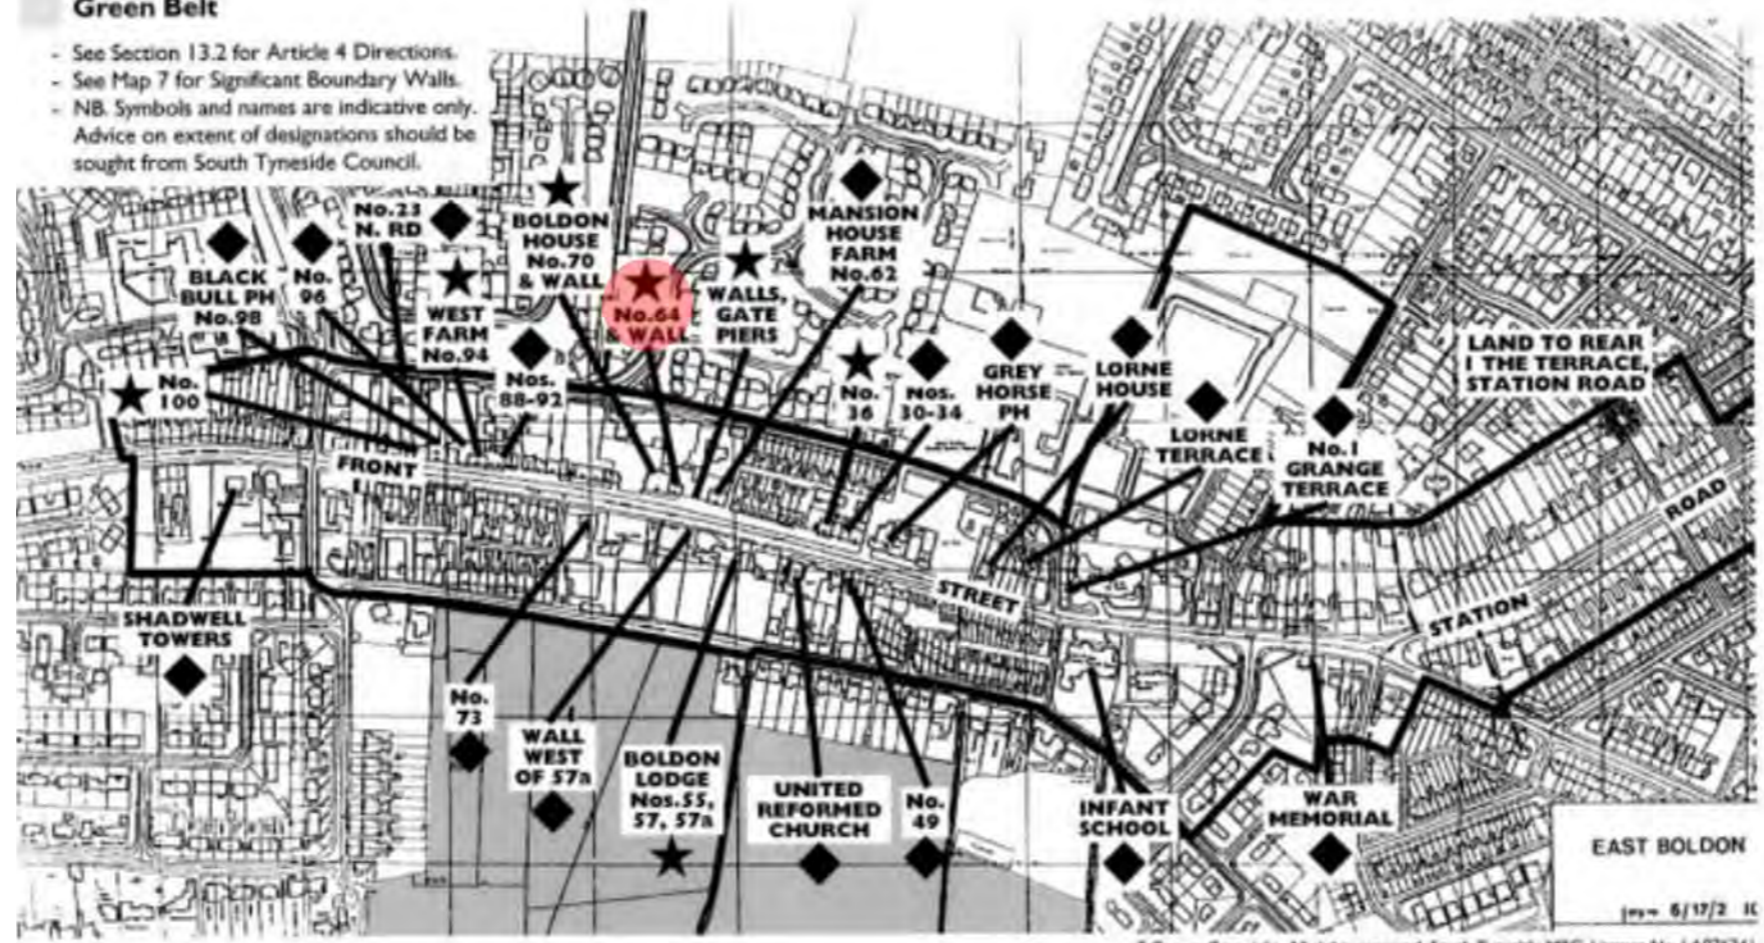 Green Belt
- See Section 13.2 for Article 4 Directions.
- See Map 7 for Significant Boundary Walls.
- NB. Symbols and names are indicative only.
Advice on extent of designations should be
sought from South Tyneside Council.
No.23
N. RD
BOLDON
HOUSE
No.70
& WALL
MANSION
HOUSE
FARM
No.62
BLACK
BULL PH
No.98
No.
96
WEST
FARM
No.94
No.64
& WALL
WALLS,
GATE
PIERS
No.
100
Nos.
88-92
No.
36
Nos.
30-34
GREY
HORSE
PH
LORNE
HOUSE
LORNE
TERRACE
No.1
GRANGE
TERRACE
LAND TO REAR
1 THE TERRACE,
STATION ROAD
FRONT
STREET
STATION
ROAD
SHADWELL
TOWERS
No.
73
WALL
WEST
OF 57a
BOLDON
LODGE
Nos.55,
57, 57a
UNITED
REFORMED
CHURCH
No.
49
INFANT
SCHOOL
WAR
MEMORIAL
EAST BOLDON
6/17/2